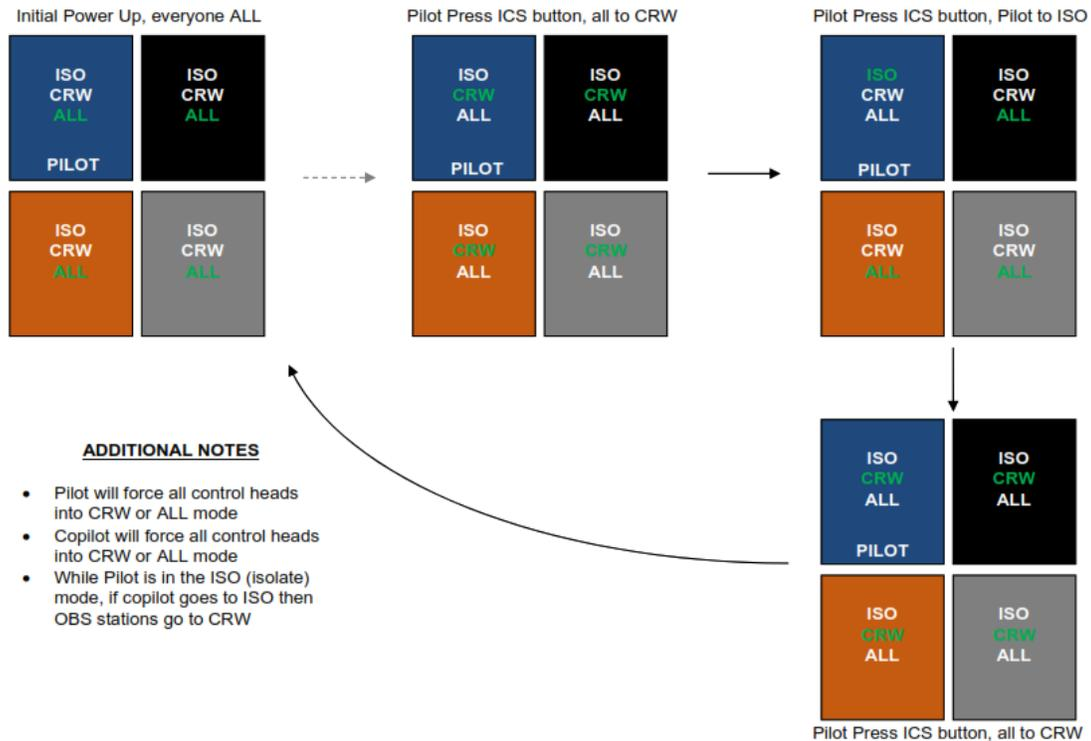 Initial Power Up, everyone ALL
ISO
CRW
ALL
PILOT
ISO
CRW
ALL
ISO
CRW
ALL
ISO
CRW
ALL
Pilot Press ICS button, all to CRW
ISO
CRW
ALL
PILOT
ISO
CRW
ALL
ISO
CRW
ALL
ISO
CRW
ALL
Pilot Press ICS button, Pilot to ISO
ISO
CRW
ALL
PILOT
ISO
CRW
ALL
ISO
CRW
ALL
ISO
CRW
ALL
ISO
CRW
ALL
PILOT
ISO
CRW
ALL
ISO
CRW
ALL
ISO
CRW
ALL
Pilot Press ICS button, all to CRW
ADDITIONAL NOTES
• Pilot will force all control heads
into CRW or ALL mode
• Copilot will force all control heads
into CRW or ALL mode
• While Pilot is in the ISO (isolate)
mode, if copilot goes to ISO then
OBS stations go to CRW